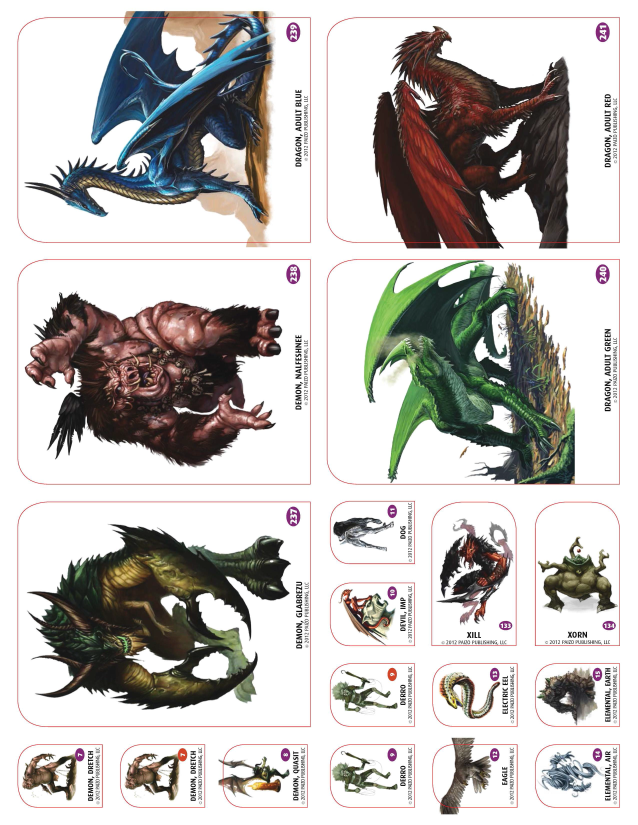 239
DRAGON, ADULT BLUE
© 2012 PAIZO PUBLISHING, LLC
241
DRAGON, ADULT RED
© 2012 PAIZO PUBLISHING, LLC
238
DEMON, NALFESHNEE
© 2012 PAIZO PUBLISHING, LLC
240
DRAGON, ADULT GREEN
© 2012 PAIZO PUBLISHING, LLC
237
DEMON, GLABREZU
© 2012 PAIZO PUBLISHING, LLC
11
DOG
© 2012 PAIZO PUBLISHING, LLC
10
DEVIL, IMP
© 2012 PAIZO PUBLISHING, LLC
133
XILL
© 2012 PAIZO PUBLISHING, LLC
134
XORN
© 2012 PAIZO PUBLISHING, LLC
9
DERRO
© 2012 PAIZO PUBLISHING, LLC
13
ELECTRIC EEL
© 2012 PAIZO PUBLISHING, LLC
15
ELEMENTAL, EARTH
© 2012 PAIZO PUBLISHING, LLC
7
DEMON, DRETCH
© 2012 PAIZO PUBLISHING, LLC
7
DEMON, DRETCH
© 2012 PAIZO PUBLISHING, LLC
8
DEMON, QUASIT
© 2012 PAIZO PUBLISHING, LLC
9
DERRO
© 2012 PAIZO PUBLISHING, LLC
12
EAGLE
© 2012 PAIZO PUBLISHING, LLC
14
ELEMENTAL, AIR
© 2012 PAIZO PUBLISHING, LLC